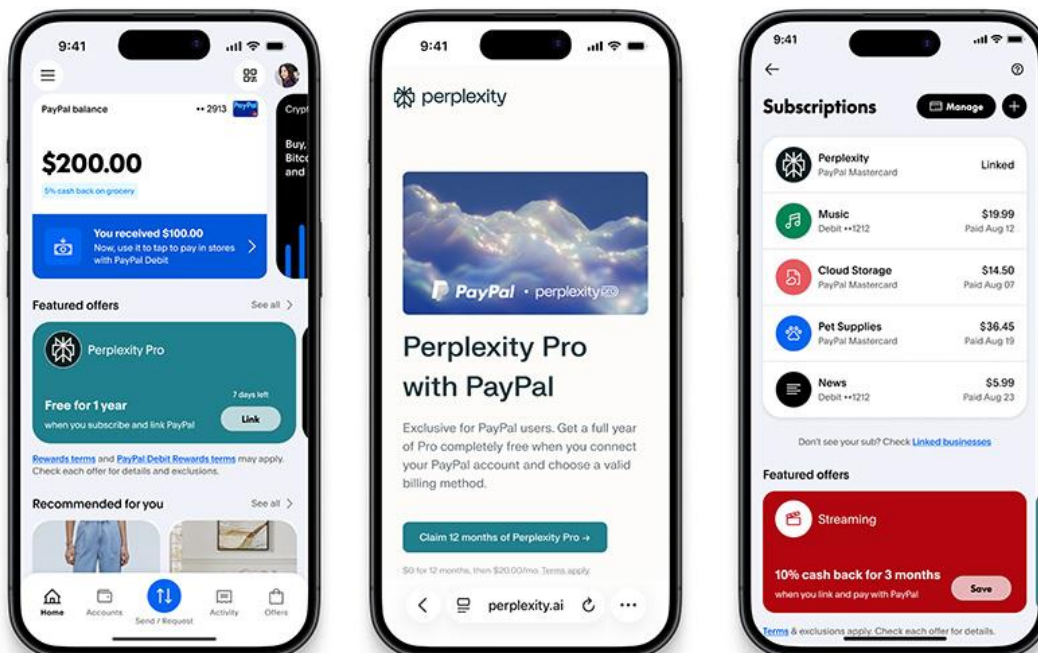 9:41
PayPal balance
•• 2913
PayPal
$200.00
5% cash back on grocery
You received $100.00
Now, use it to tap to pay in stores
with PayPal Debit
Crypt
Buy,
Bitco
and
Featured offers
See all
Perplexity Pro
7 days left
Free for 1 year
when you subscribe and link PayPal
Link
Rewards terms and PayPal Debit Rewards terms may apply.
Check each offer for details and exclusions.
Recommended for you
See all
Home
Accounts
Send / Request
Activity
Offers
9:41
perplexity
PayPal • perplexity pro
Perplexity Pro
with PayPal
Exclusive for PayPal users. Get a full year
of Pro completely free when you connect
your PayPal account and choose a valid
billing method.
Claim 12 months of Perplexity Pro →
$0 for 12 months, then $20.00/mo. Terms apply
perplexity.ai
9:41
Subscriptions
Manage
Perplexity
PayPal Mastercard
Linked
Music
Debit ••1212
$19.99
Paid Aug 12
Cloud Storage
PayPal Mastercard
$14.50
Paid Aug 07
Pet Supplies
PayPal Mastercard
$36.45
Paid Aug 19
News
Debit ••1212
$5.99
Paid Aug 23
Don't see your sub? Check Linked businesses
Featured offers
Streaming
10% cash back for 3 months
when you link and pay with PayPal
Save
Terms & exclusions apply. Check each offer for details.